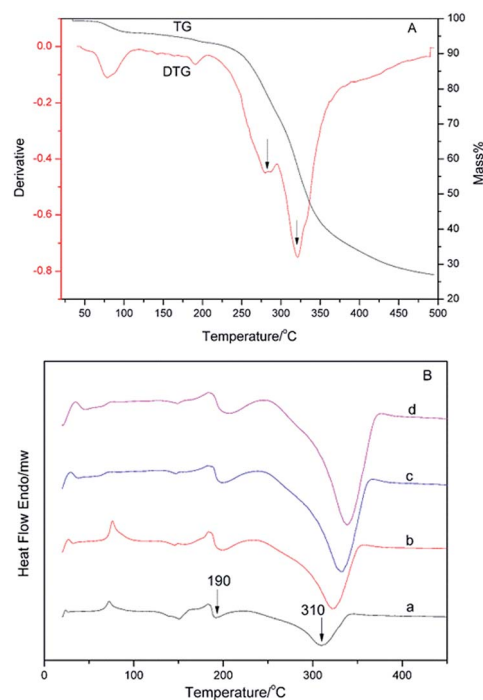 TG
A
DTG
0.0
-0.2
-0.4
-0.6
-0.8
Derivative
100
90
80
70
60
50
40
30
20
Mass%
50 100 150 200 250 300 350 400 450 500
Temperature/°C
B
d
c
b
190
310
a
Heat Flow Endo/mw
0 100 200 300 400
Temperature/°C